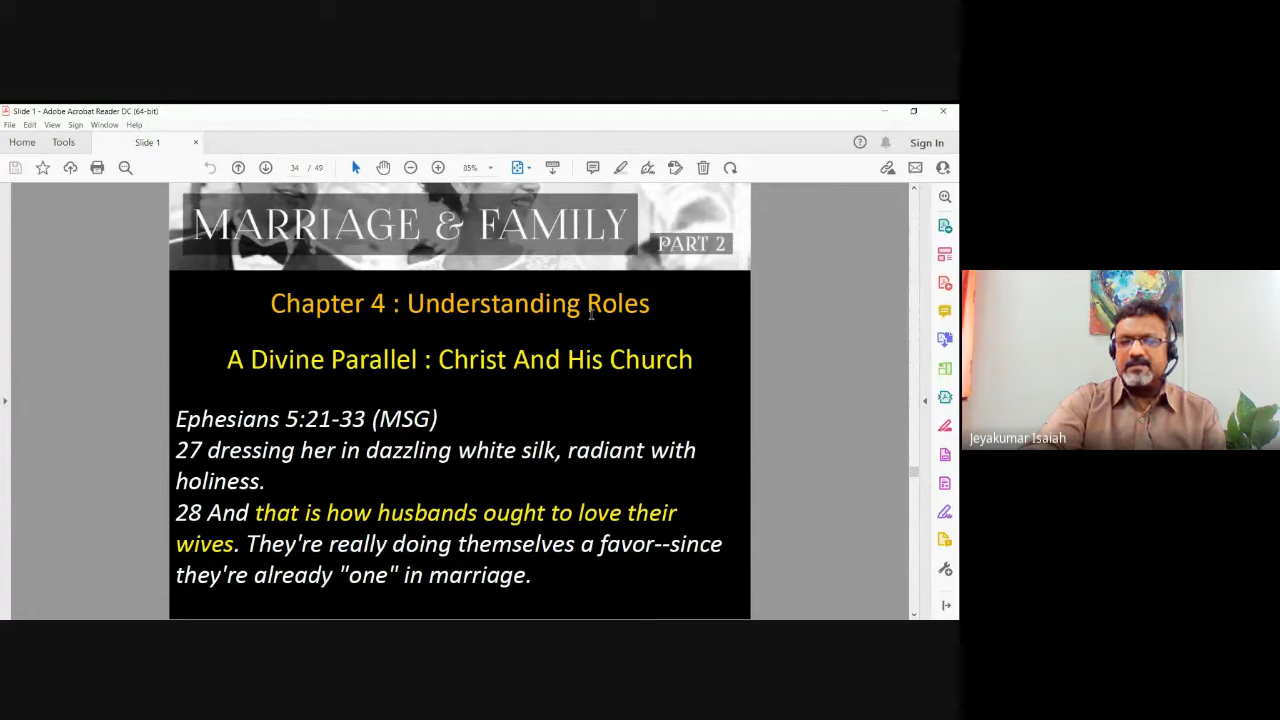 Slide 1 - Adobe Acrobat Reader DC (64-bit)
File Edit View Sign Window Help
Home Tools Slide 1 × Sign In
34 / 49 85%
MARRIAGE & FAMILY
PART 2
Chapter 4 : Understanding Roles
A Divine Parallel : Christ And His Church
Ephesians 5:21-33 (MSG)
27 dressing her in dazzling white silk, radiant with
holiness.
28 And that is how husbands ought to love their
wives. They're really doing themselves a favor--since
they're already "one" in marriage.
Jeyakumar Isaiah